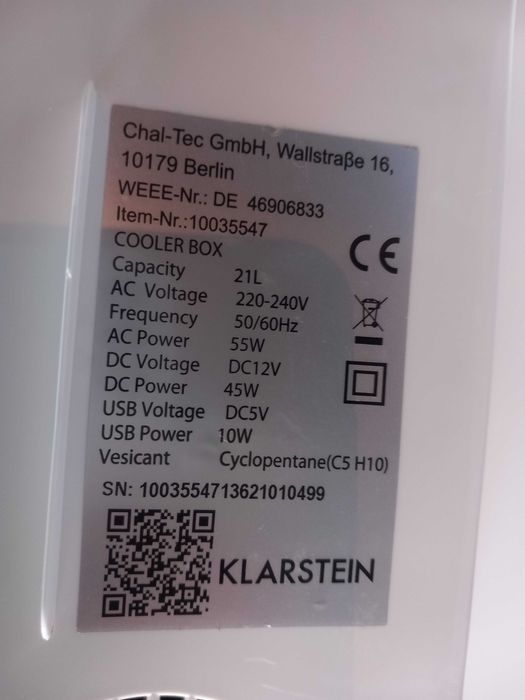 Chal-Tec GmbH, Wallstraße 16,
10179 Berlin
WEEE-Nr.: DE 46906833
Item-Nr.:10035547
COOLER BOX
Capacity 21L
AC Voltage 220-240V
Frequency 50/60Hz
AC Power 55W
DC Voltage DC12V
DC Power 45W
USB Voltage DC5V
USB Power 10W
Vesicant Cyclopentane(C5 H10)
SN: 1003554713621010499
KLARSTEIN
CE